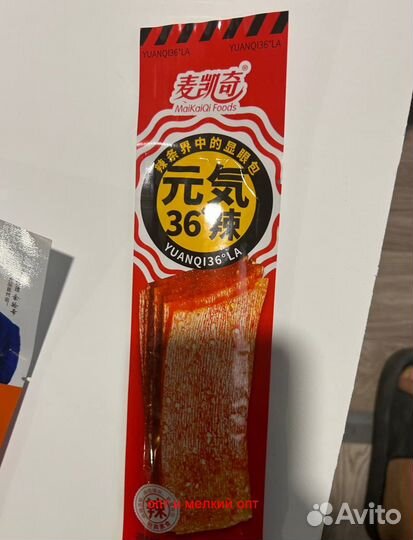 YUANQI36°LA
YUANQI36°LA
麦凯奇®
MaiKaiQi Foods
辣条界中的显眼包
元気
36°辣
YUANQI36°LA
辣
опт и мелкий опт
Avito